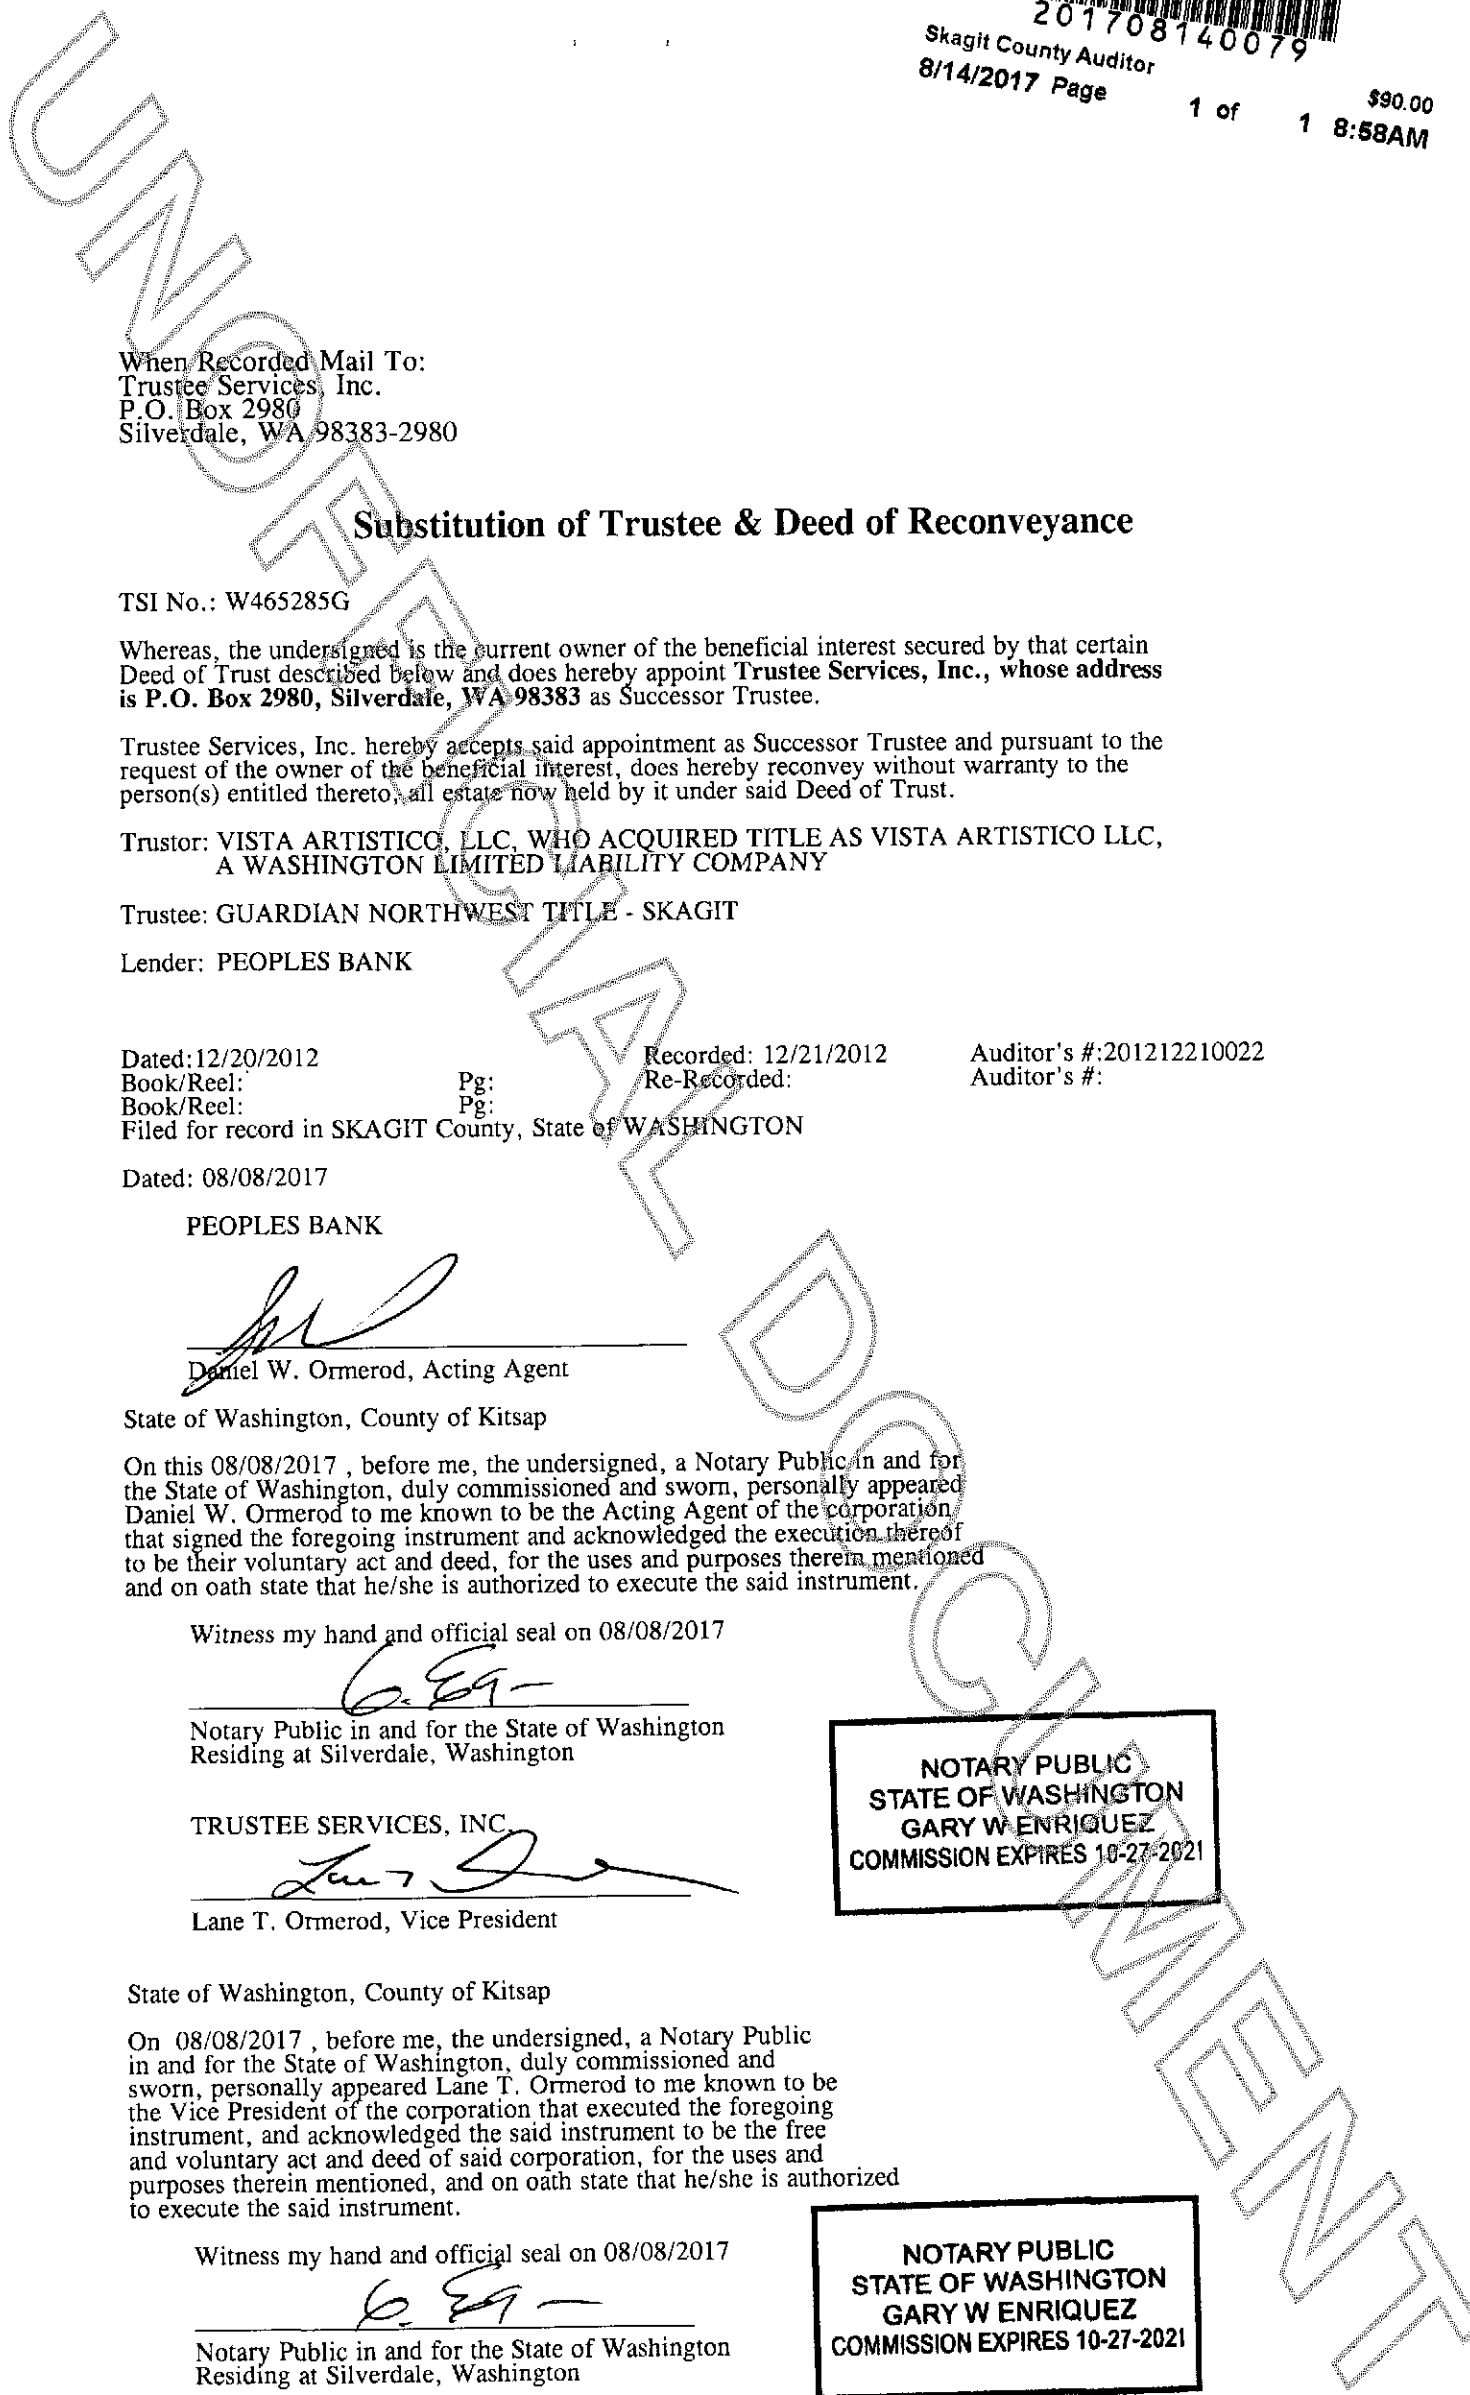 201708140079
Skagit County Auditor $90.00
8/14/2017 Page 1 of 1 8:58AM
UNOFFICIAL DOCUMENT
When Recorded Mail To:
Trustee Services, Inc.
P.O. Box 2980
Silverdale, WA 98383-2980
Substitution of Trustee & Deed of Reconveyance
TSI No.: W465285G
Whereas, the undersigned is the current owner of the beneficial interest secured by that certain
Deed of Trust described below and does hereby appoint Trustee Services, Inc., whose address
is P.O. Box 2980, Silverdale, WA 98383 as Successor Trustee.
Trustee Services, Inc. hereby accepts said appointment as Successor Trustee and pursuant to the
request of the owner of the beneficial interest, does hereby reconvey without warranty to the
person(s) entitled thereto, all estate now held by it under said Deed of Trust.
Trustor: VISTA ARTISTICO, LLC, WHO ACQUIRED TITLE AS VISTA ARTISTICO LLC,
A WASHINGTON LIMITED LIABILITY COMPANY
Trustee: GUARDIAN NORTHWEST TITLE - SKAGIT
Lender: PEOPLES BANK
Dated:12/20/2012 Recorded: 12/21/2012 Auditor's #:201212210022
Book/Reel: Pg: Re-Recorded: Auditor's #:
Book/Reel: Pg:
Filed for record in SKAGIT County, State of WASHINGTON
Dated: 08/08/2017
PEOPLES BANK
Daniel W. Ormerod, Acting Agent
State of Washington, County of Kitsap
On this 08/08/2017 , before me, the undersigned, a Notary Public in and for
the State of Washington, duly commissioned and sworn, personally appeared
Daniel W. Ormerod to me known to be the Acting Agent of the corporation
that signed the foregoing instrument and acknowledged the execution thereof
to be their voluntary act and deed, for the uses and purposes therein mentioned
and on oath state that he/she is authorized to execute the said instrument.
Witness my hand and official seal on 08/08/2017
Notary Public in and for the State of Washington
Residing at Silverdale, Washington
NOTARY PUBLIC
STATE OF WASHINGTON
GARY W ENRIQUEZ
COMMISSION EXPIRES 10-27-2021
TRUSTEE SERVICES, INC.
Lane T. Ormerod, Vice President
State of Washington, County of Kitsap
On 08/08/2017 , before me, the undersigned, a Notary Public
in and for the State of Washington, duly commissioned and
sworn, personally appeared Lane T. Ormerod to me known to be
the Vice President of the corporation that executed the foregoing
instrument, and acknowledged the said instrument to be the free
and voluntary act and deed of said corporation, for the uses and
purposes therein mentioned, and on oath state that he/she is authorized
to execute the said instrument.
Witness my hand and official seal on 08/08/2017
Notary Public in and for the State of Washington
Residing at Silverdale, Washington
NOTARY PUBLIC
STATE OF WASHINGTON
GARY W ENRIQUEZ
COMMISSION EXPIRES 10-27-2021